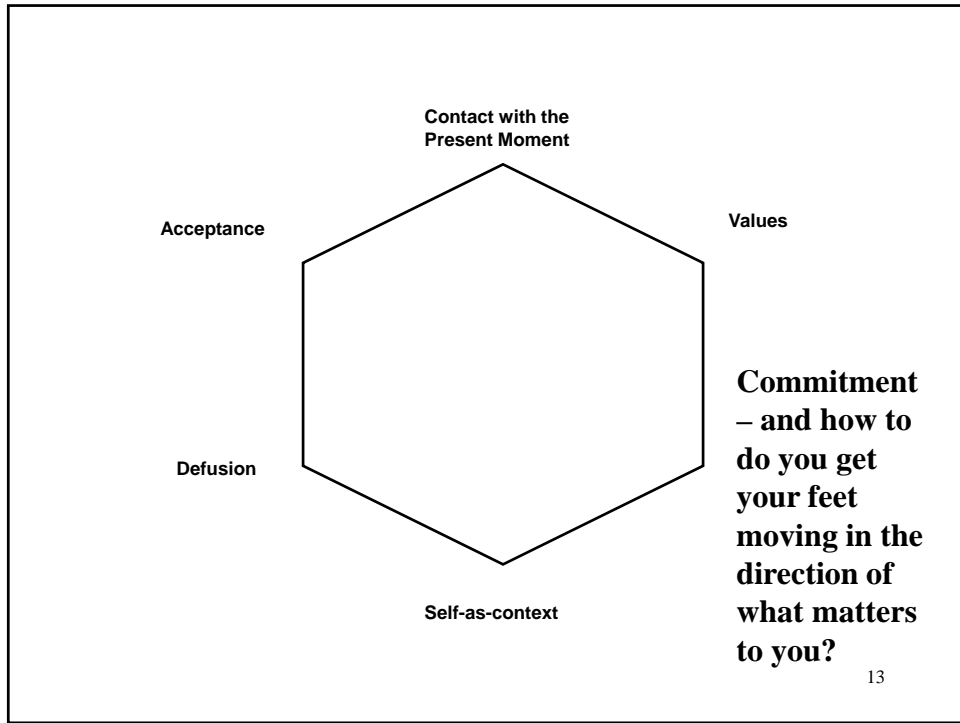 Contact with the
Present Moment
Acceptance
Values
Commitment
– and how to
do you get
your feet
moving in the
direction of
what matters
to you?
Defusion
Self-as-context
13